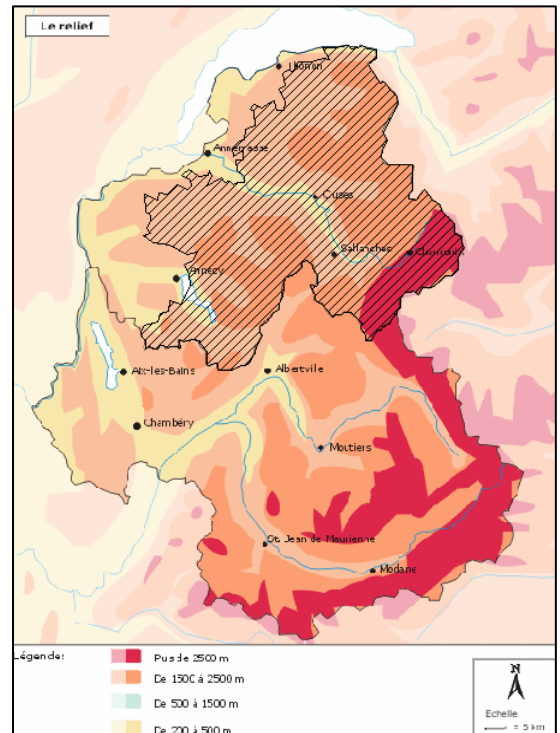 Le relief
Thonon
Annemasse
Cluses
Sallanches
Chamonix
Annecy
Aix-les-Bains
Albertville
Chambéry
Moutiers
St. Jean de Maurienne
Modane
Légende:
Plus de 2500 m
De 1500 à 2500 m
De 500 à 1500 m
De 200 à 500 m
N
Echelle
= 5 km